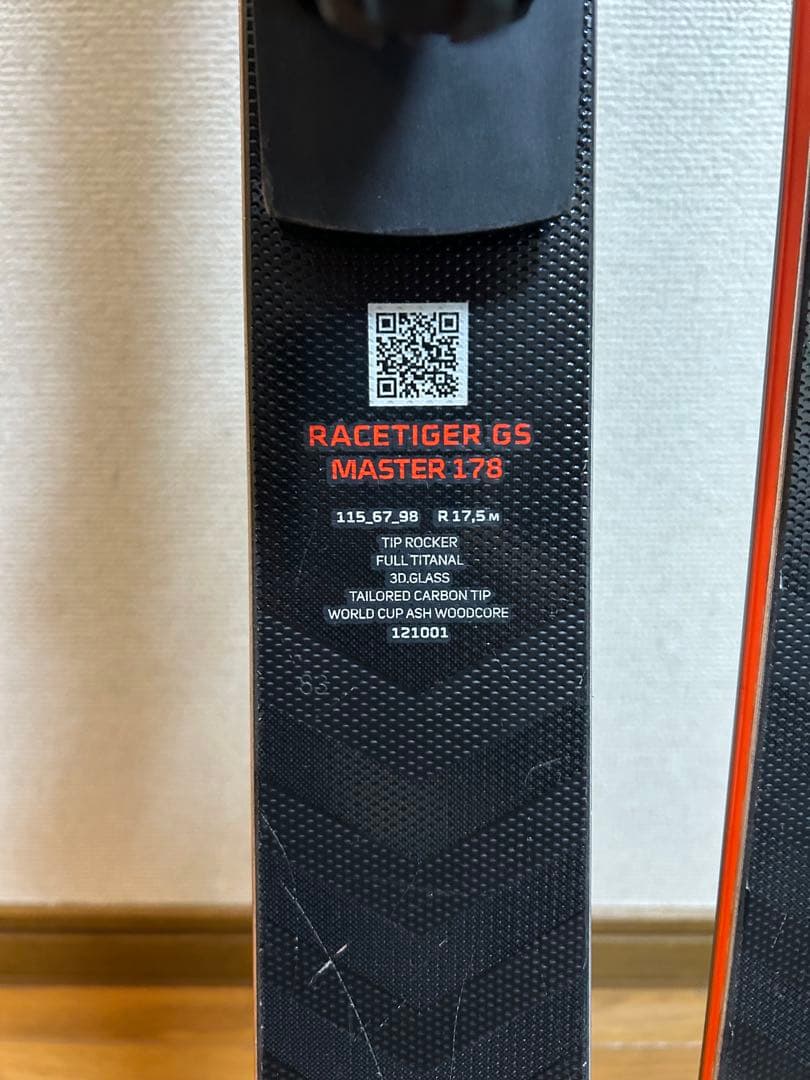 RACETIGER GS
MASTER 178
115_67_98 R 17,5 M
TIP ROCKER
FULL TITANAL
3D.GLASS
TAILORED CARBON TIP
WORLD CUP ASH WOODCORE
121001
63